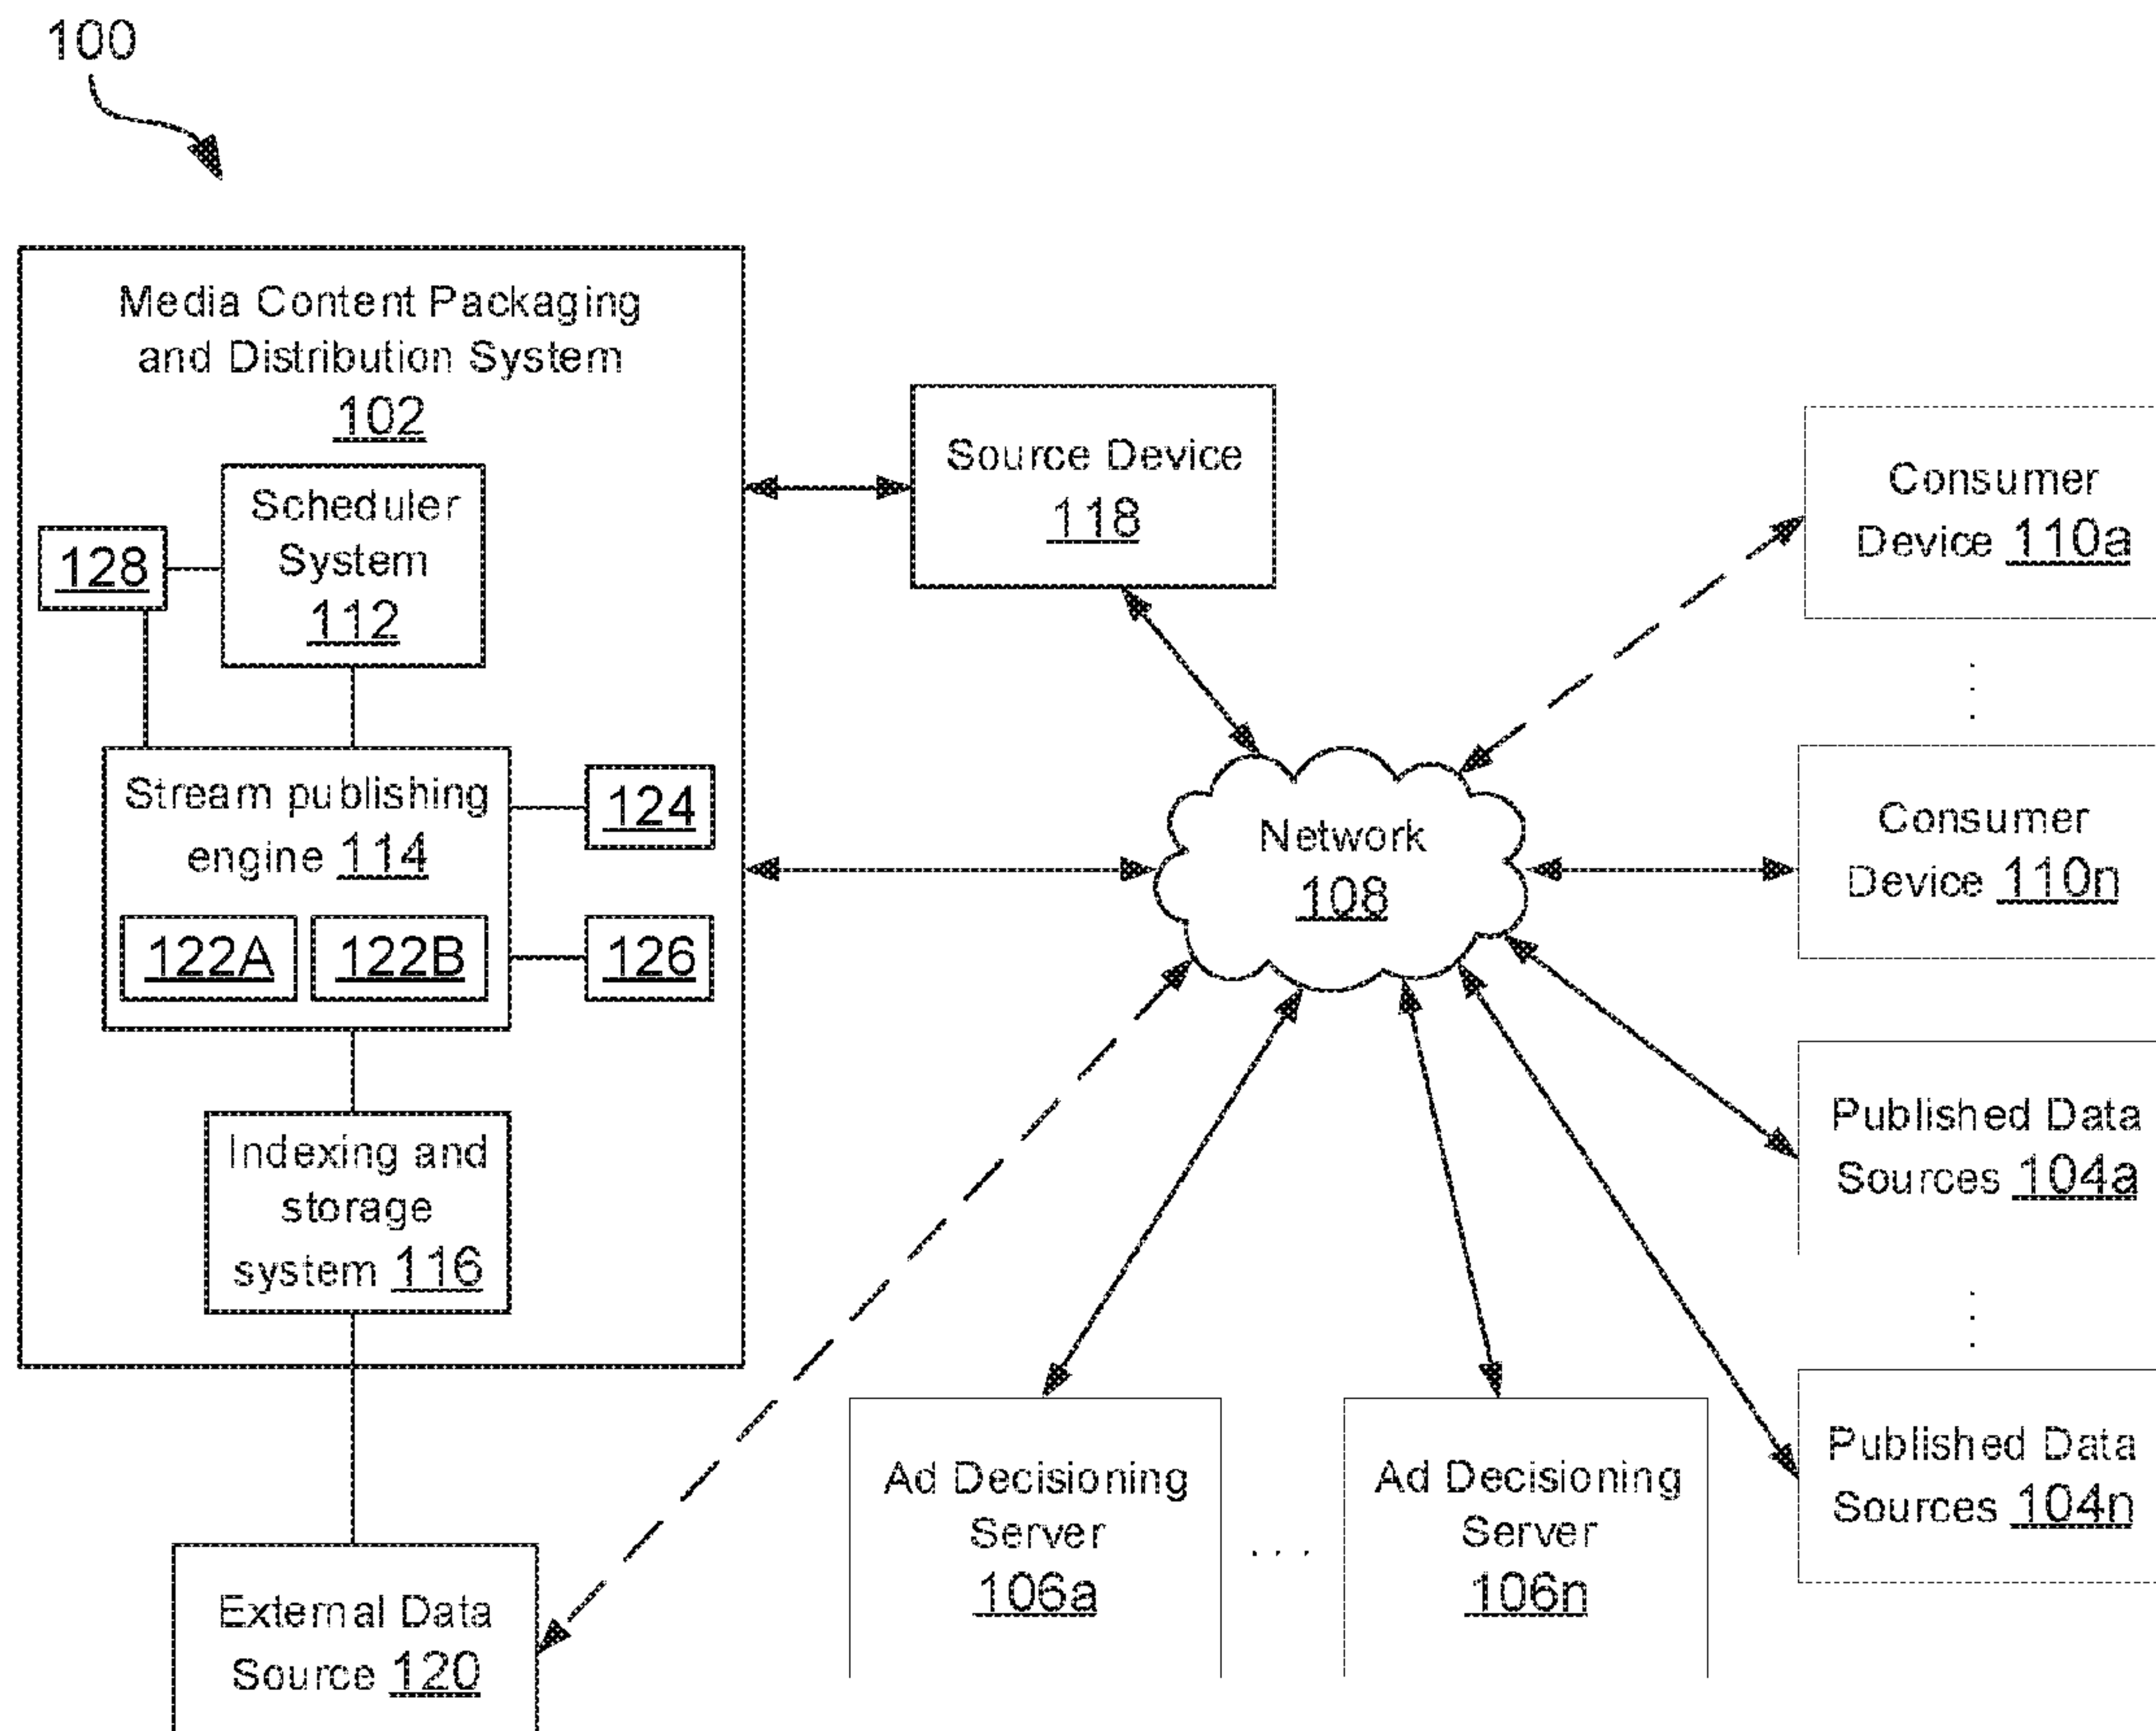 100
Media Content Packaging
and Distribution System
102
Scheduler
System
112
128
Stream publishing
engine 114
124
122A
122B
126
Indexing and
storage
system 116
External Data
Source 120
Source Device
118
Network
108
Consumer
Device 110a
Consumer
Device 110n
Published Data
Sources 104a
Published Data
Sources 104n
Ad Decisioning
Server
106a
. . .
Ad Decisioning
Server
106n